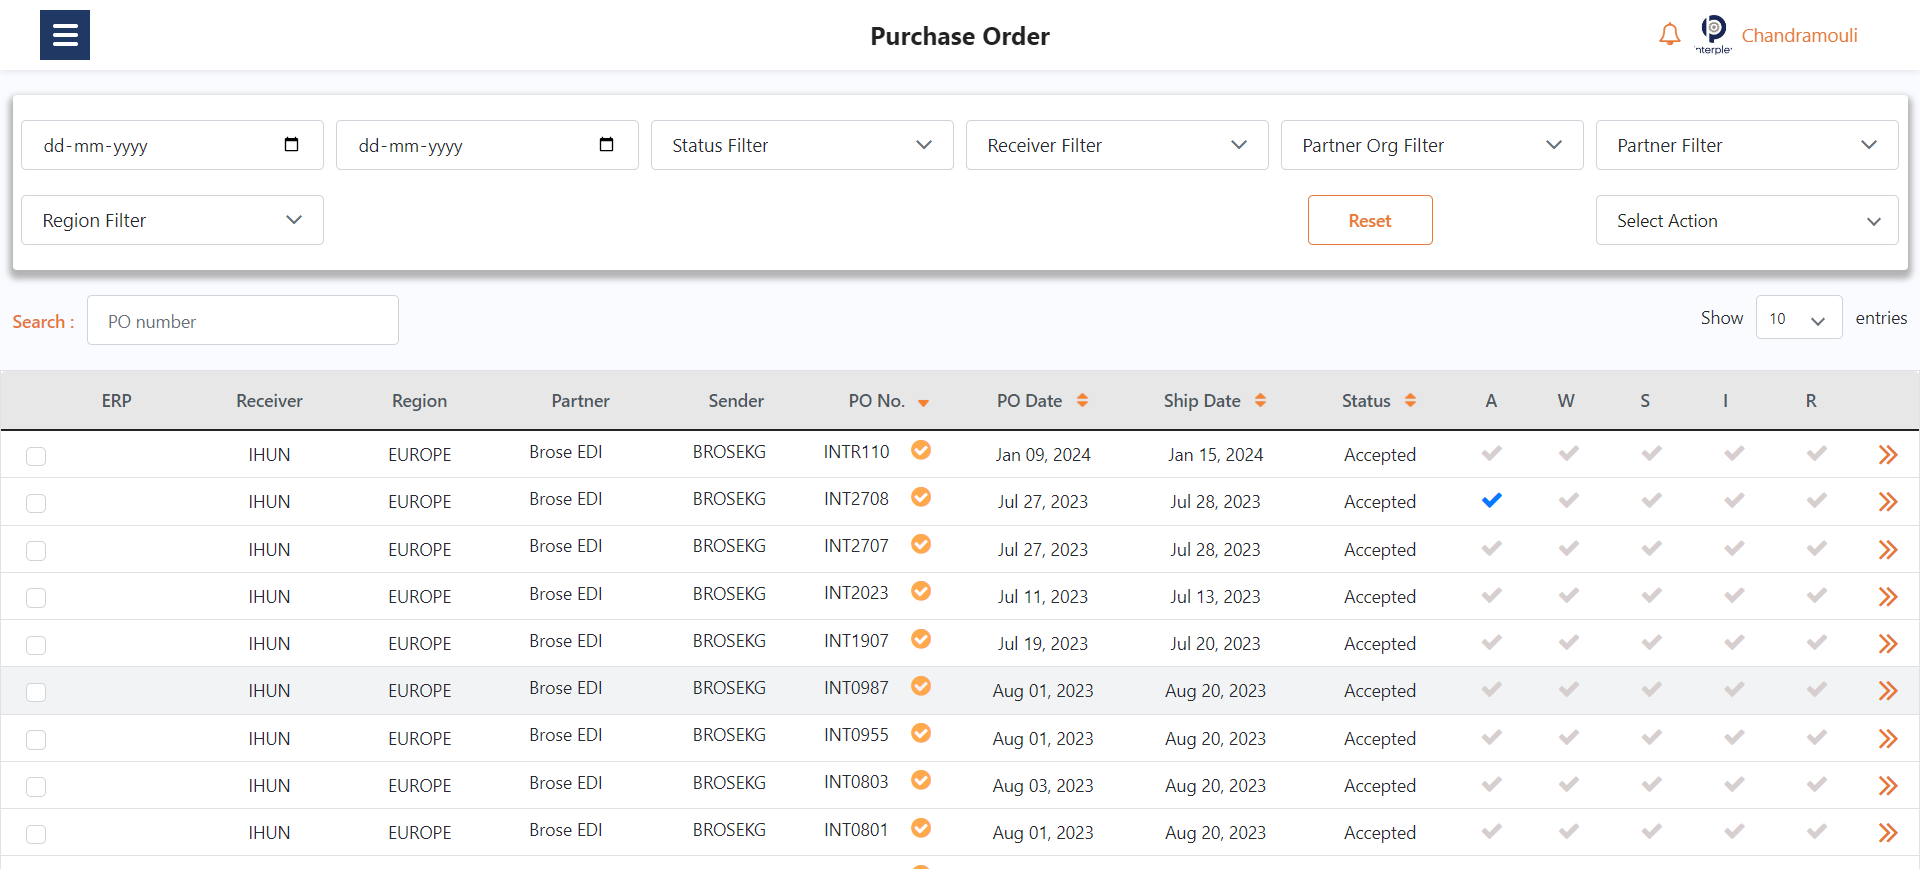 Purchase Order
nterple
Chandramouli
dd-mm-yyyy dd-mm-yyyy Status Filter Receiver Filter Partner Org Filter Partner Filter
Region Filter Reset Select Action
Search : PO number Show 10 entries
ERP Receiver Region Partner Sender PO No. PO Date Ship Date Status A W S I R
IHUN EUROPE Brose EDI BROSEKG INTR110 Jan 09, 2024 Jan 15, 2024 Accepted
IHUN EUROPE Brose EDI BROSEKG INT2708 Jul 27, 2023 Jul 28, 2023 Accepted
IHUN EUROPE Brose EDI BROSEKG INT2707 Jul 27, 2023 Jul 28, 2023 Accepted
IHUN EUROPE Brose EDI BROSEKG INT2023 Jul 11, 2023 Jul 13, 2023 Accepted
IHUN EUROPE Brose EDI BROSEKG INT1907 Jul 19, 2023 Jul 20, 2023 Accepted
IHUN EUROPE Brose EDI BROSEKG INT0987 Aug 01, 2023 Aug 20, 2023 Accepted
IHUN EUROPE Brose EDI BROSEKG INT0955 Aug 01, 2023 Aug 20, 2023 Accepted
IHUN EUROPE Brose EDI BROSEKG INT0803 Aug 03, 2023 Aug 20, 2023 Accepted
IHUN EUROPE Brose EDI BROSEKG INT0801 Aug 01, 2023 Aug 20, 2023 Accepted